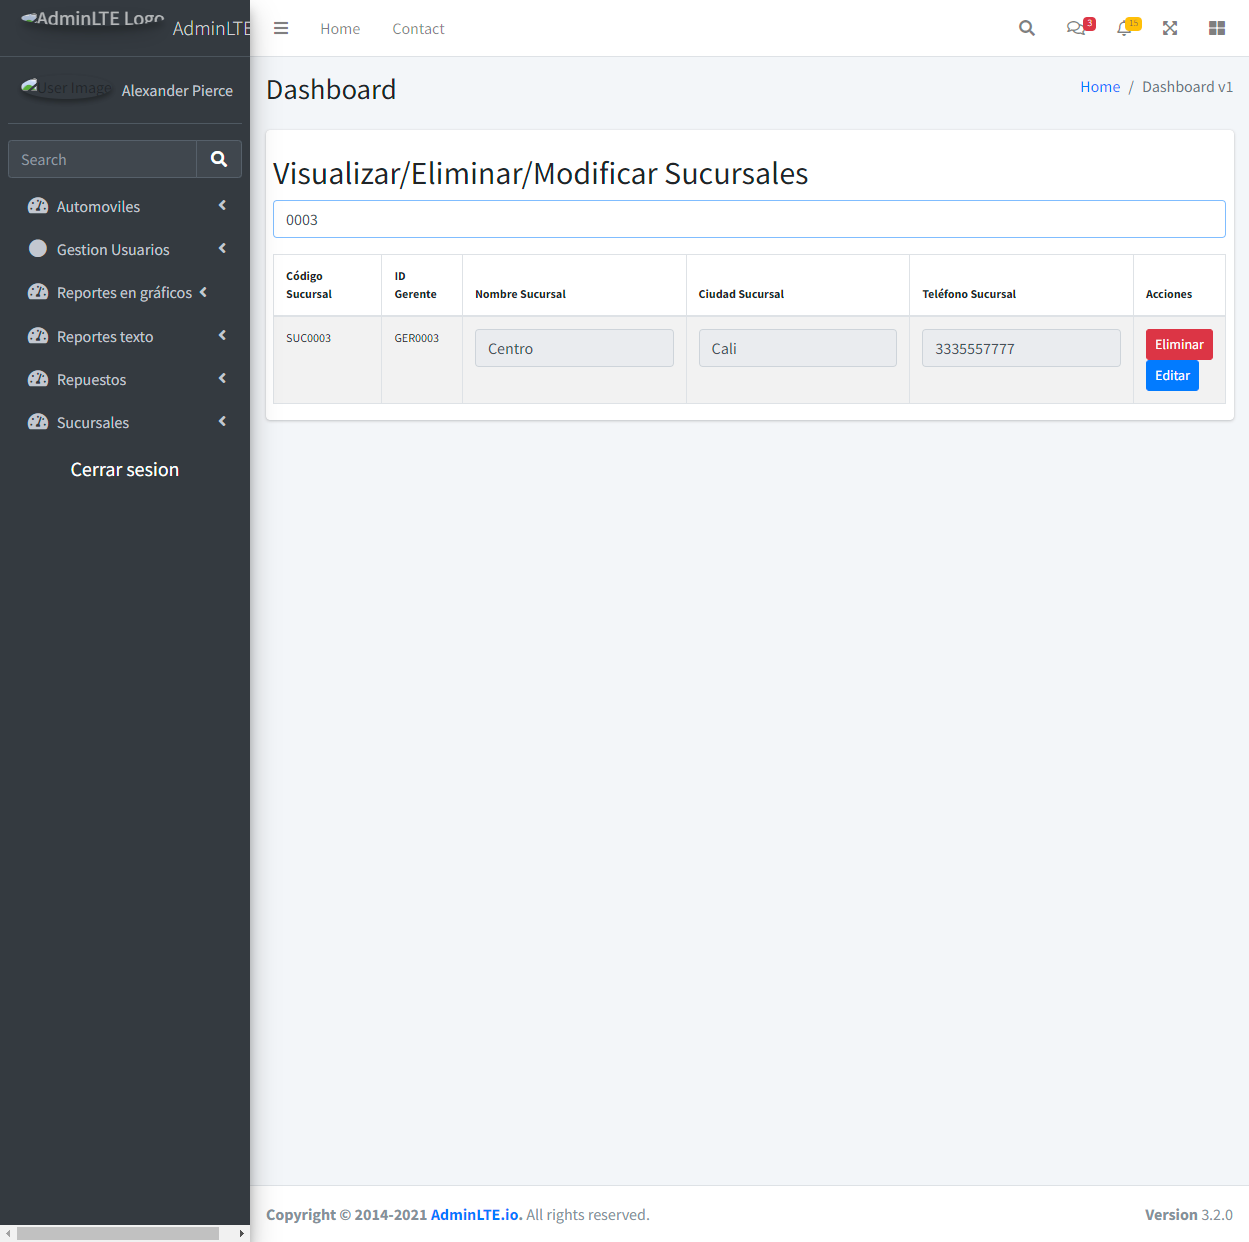 AdminLTE Logo
AdminLTE
Home
Contact
3
15
User Image
Alexander Pierce
Dashboard
Home / Dashboard v1
Search
Automoviles
Gestion Usuarios
Reportes en gráficos
Reportes texto
Repuestos
Sucursales
Cerrar sesion
Visualizar/Eliminar/Modificar Sucursales
0003
Código Sucursal
ID Gerente
Nombre Sucursal
Ciudad Sucursal
Teléfono Sucursal
Acciones
SUC0003
GER0003
Centro
Cali
3335557777
Eliminar
Editar
Copyright © 2014-2021 AdminLTE.io. All rights reserved.
Version 3.2.0